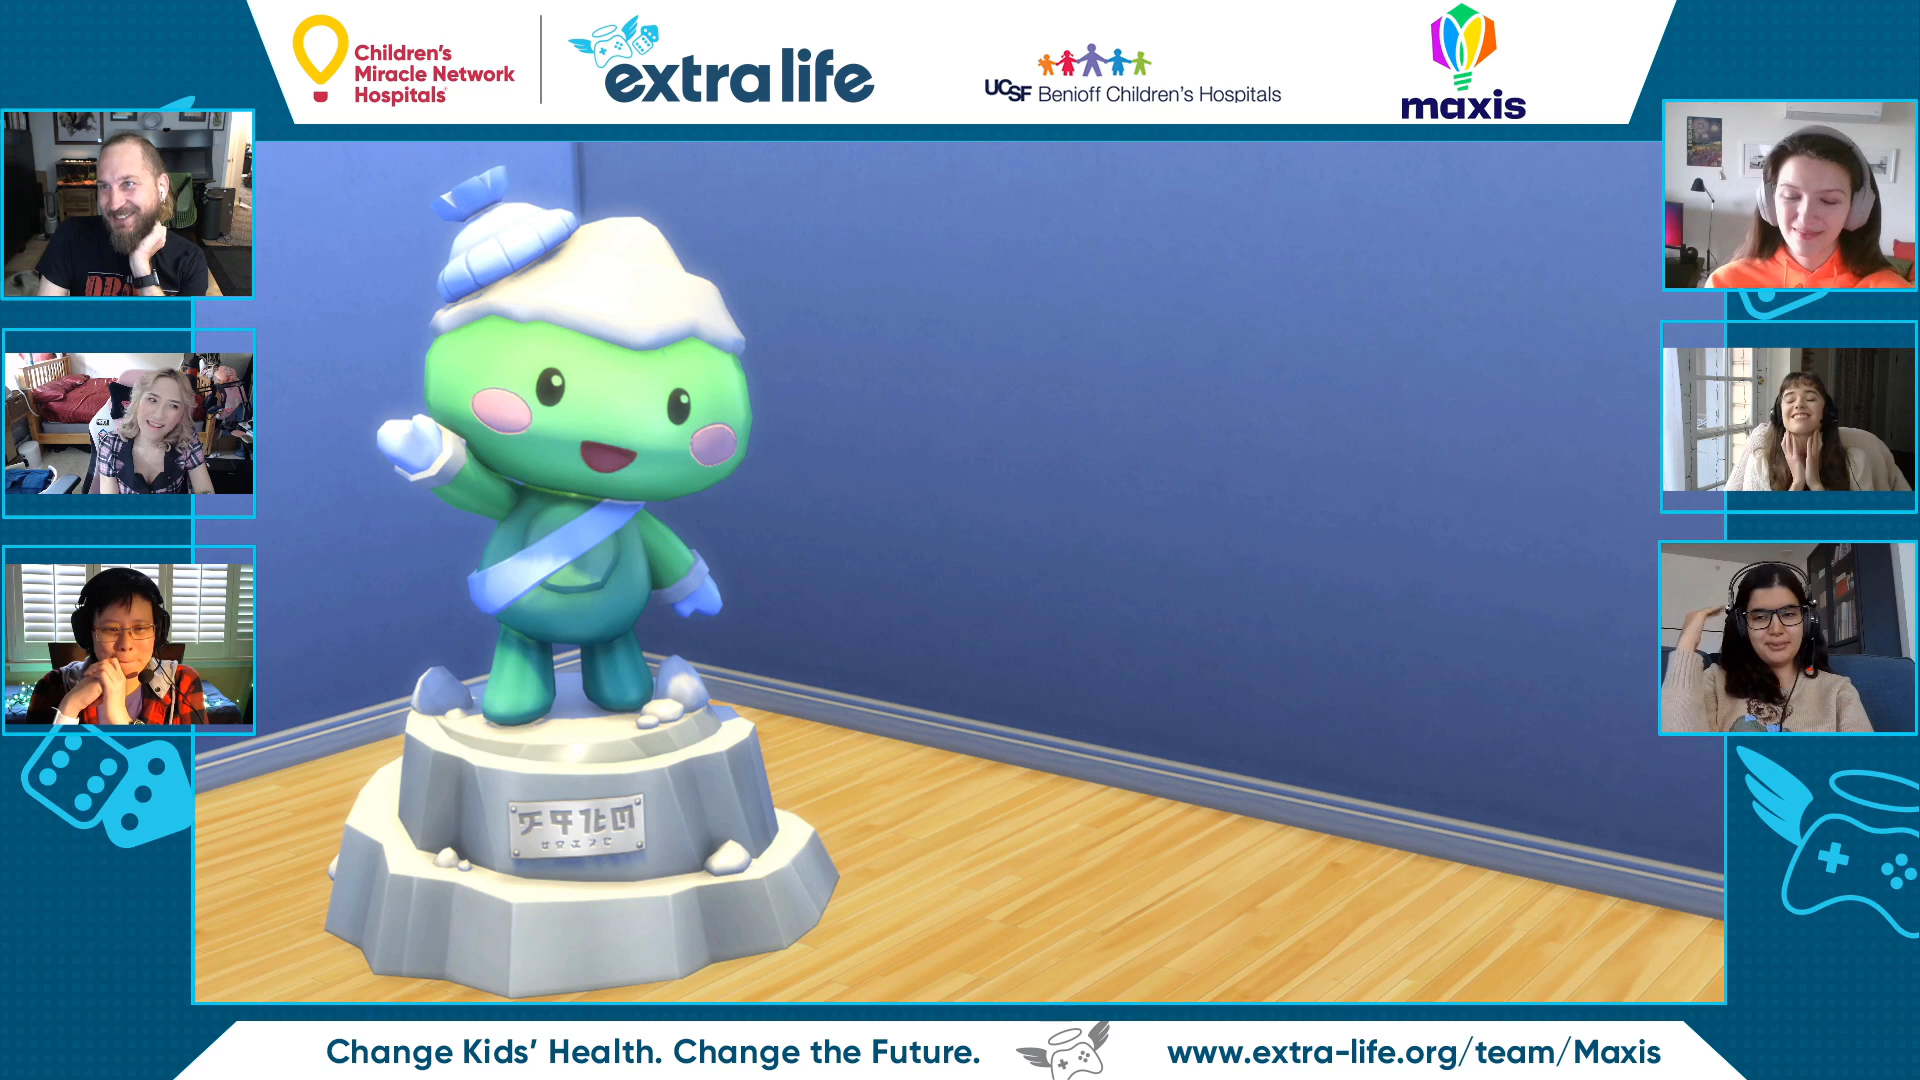 Children's
Miracle Network
Hospitals
extra life
UCSF Benioff Children's Hospitals
maxis
Change Kids' Health. Change the Future.
www.extra-life.org/team/Maxis